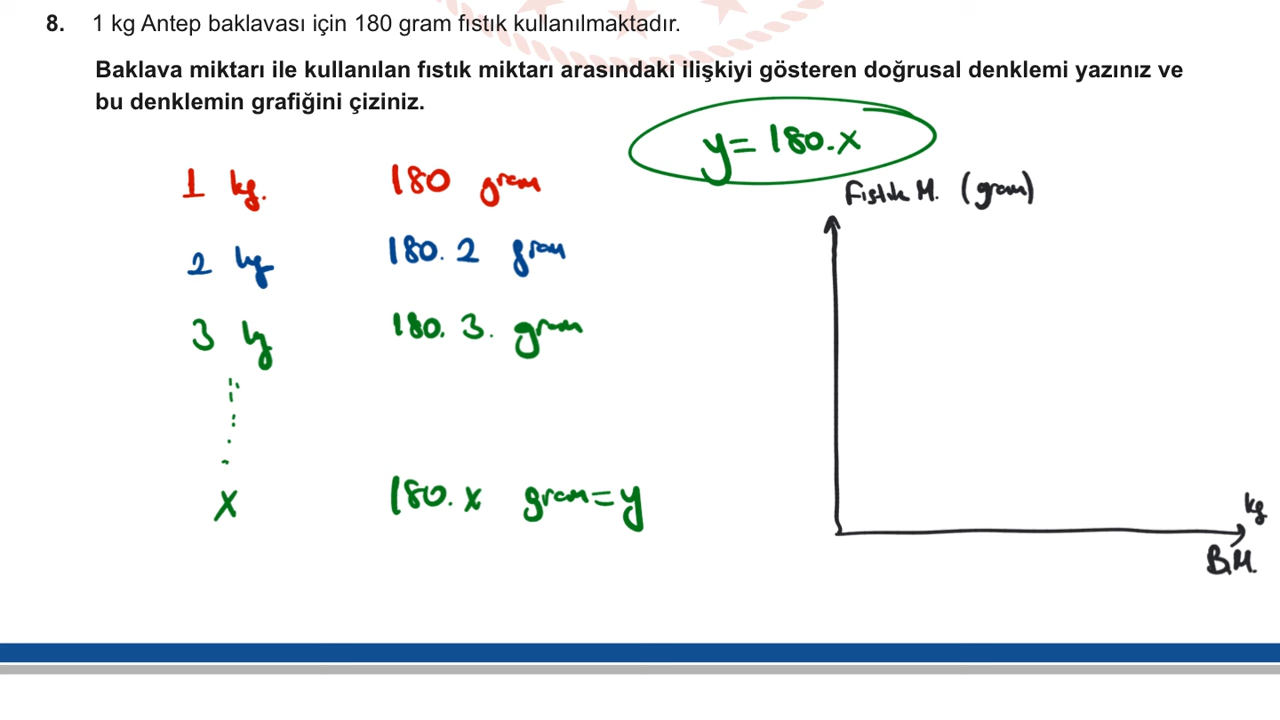 8. 1 kg Antep baklavası için 180 gram fıstık kullanılmaktadır.
Baklava miktarı ile kullanılan fıstık miktarı arasındaki ilişkiyi gösteren doğrusal denklemi yazınız ve
bu denklemin grafiğini çiziniz.
y = 180.x
1 kg. 180 gram
Fıstık M. (gram)
2 kg 180.2 gram
3 kg 180.3. gram
x 180.x gram = y
kg
B.M.